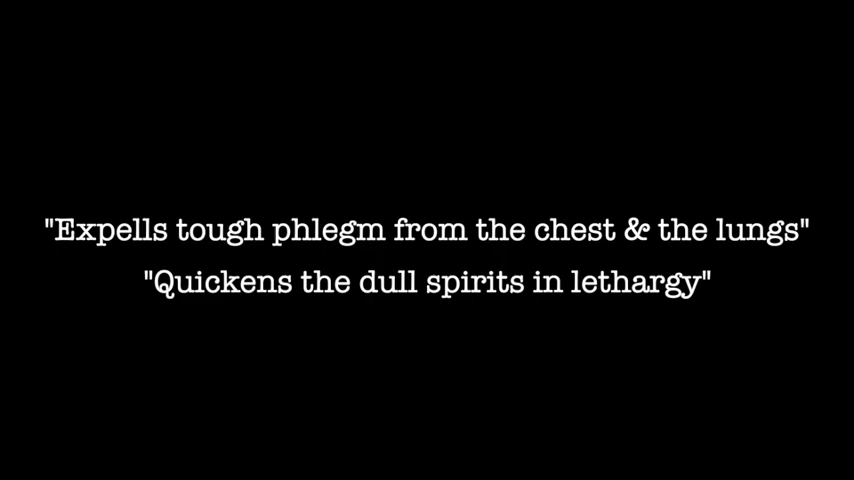 "Expells tough phlegm from the chest & the lungs"
"Quickens the dull spirits in lethargy"